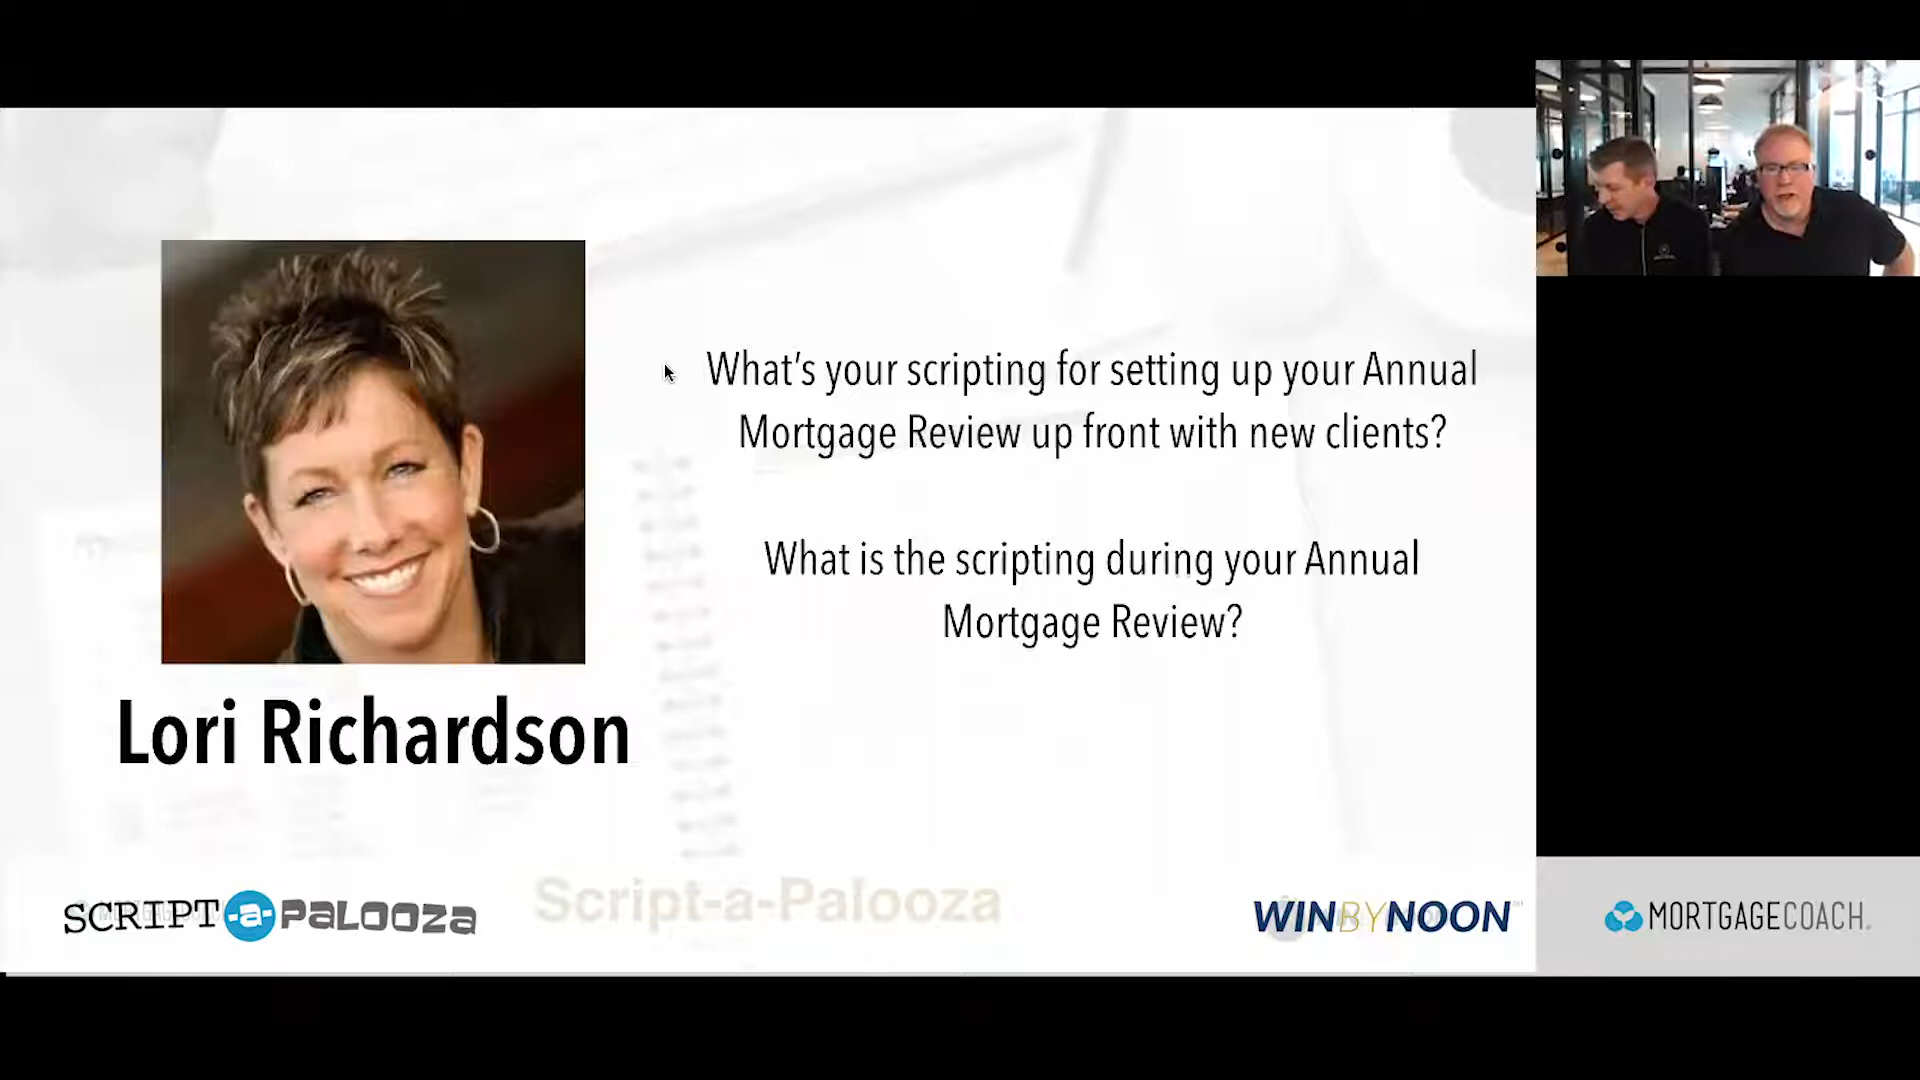 What's your scripting for setting up your Annual
Mortgage Review up front with new clients?
What is the scripting during your Annual
Mortgage Review?
Lori Richardson
SCRIPT-a-PALOOZA
Script-a-Palooza
WINBYNOON
MORTGAGECOACH